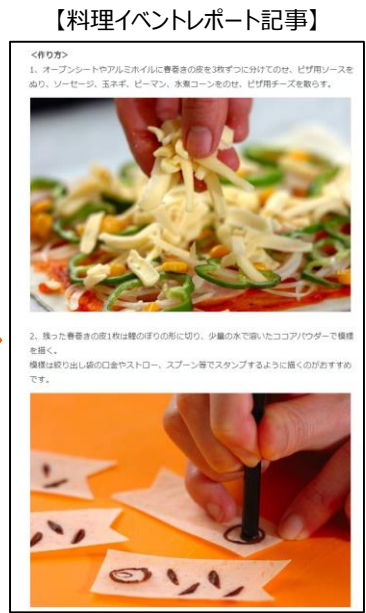 【料理イベントレポート記事】
<作り方>
1、オーブンシートやアルミホイルに春巻きの皮を3枚ずつに分けてのせ、ピザ用ソースを
ぬり、ソーセージ、玉ネギ、ピーマン、水煮コーンをのせ、ピザ用チーズを散らす。
2、残った春巻きの皮1枚は鯉のぼりの形に切り、少量の水で溶いたココアパウダーで模様
を描く。
模様は絞り出し袋の口金やストロー、スプーン等でスタンプするように描くのがおすすめ
です。